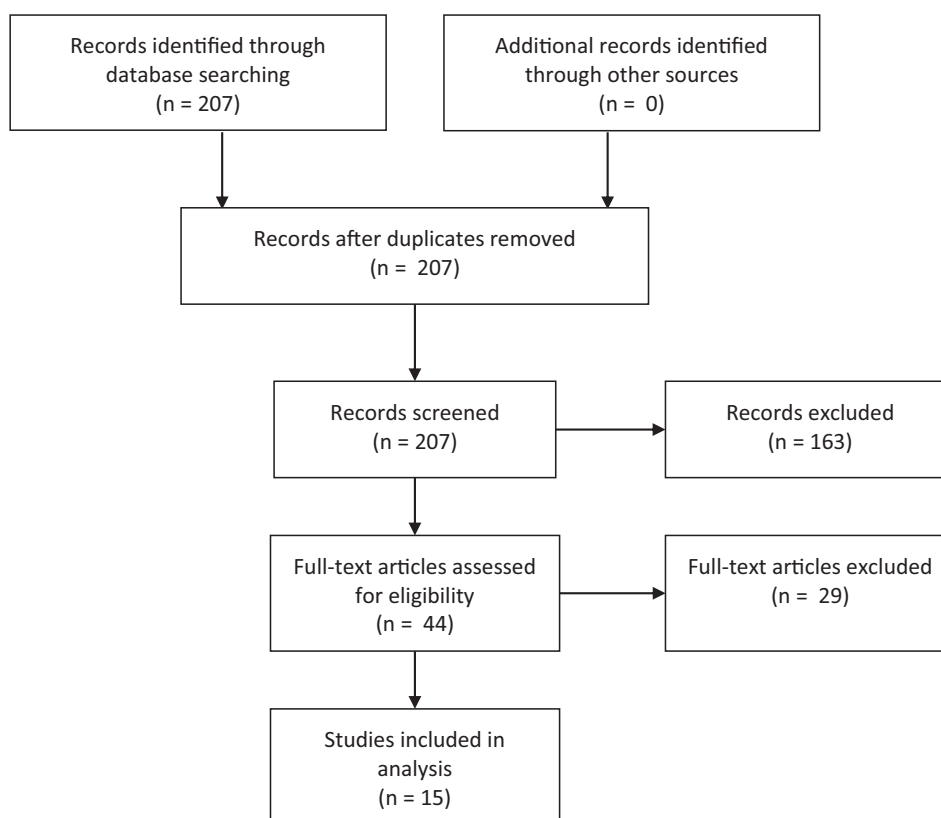 Records identified through
database searching
(n = 207)
Additional records identified
through other sources
(n = 0)
Records after duplicates removed
(n = 207)
Records screened
(n = 207)
Records excluded
(n = 163)
Full-text articles assessed
for eligibility
(n = 44)
Full-text articles excluded
(n = 29)
Studies included in
analysis
(n = 15)